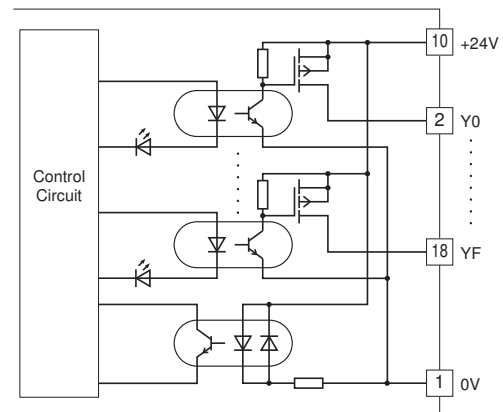 10 +24V
2 Y0
Control
Circuit
18 YF
1 0V